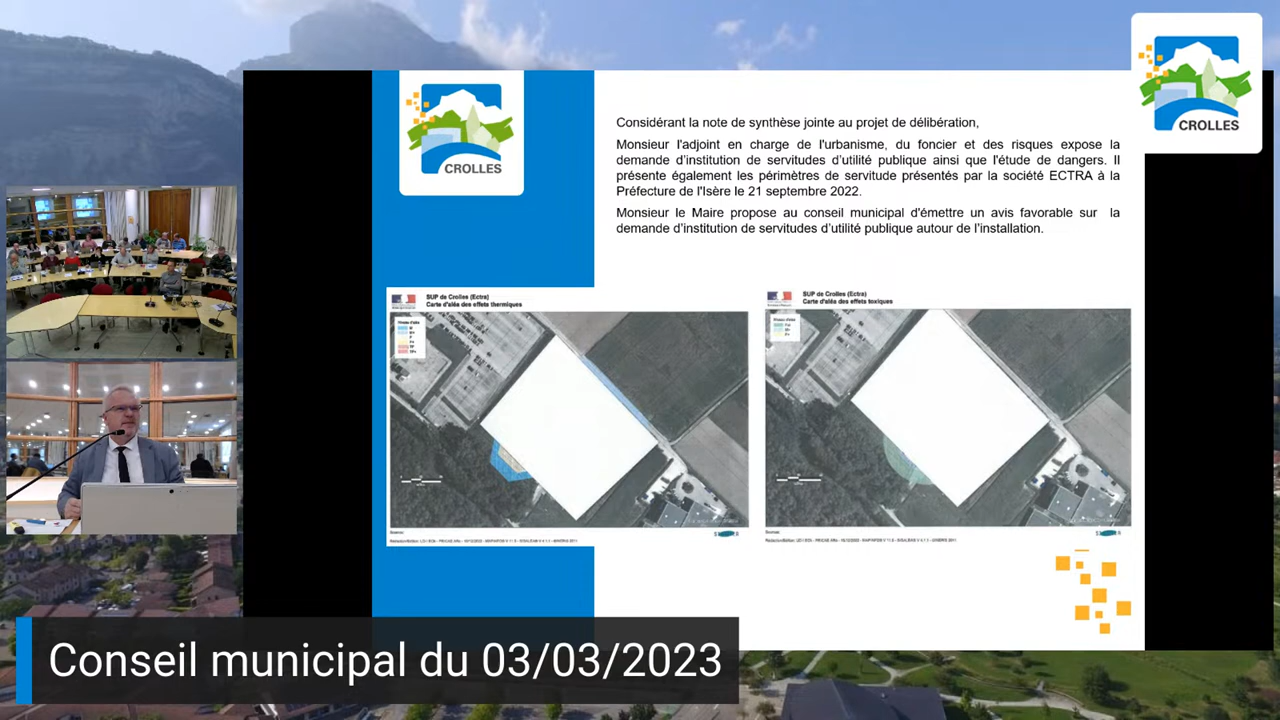 CROLLES
CROLLES
Considérant la note de synthèse jointe au projet de délibération,
Monsieur l'adjoint en charge de l'urbanisme, du foncier et des risques expose la
demande d'institution de servitudes d'utilité publique ainsi que l'étude de dangers. Il
présente également les périmètres de servitude présentés par la société ECTRA à la
Préfecture de l'Isère le 21 septembre 2022.
Monsieur le Maire propose au conseil municipal d'émettre un avis favorable sur la
demande d'institution de servitudes d'utilité publique autour de l'installation.
SUP de Crolles (Ectra)
Carte d'aléa des effets thermiques
SUP de Crolles (Ectra)
Carte d'aléa des effets toxiques
Conseil municipal du 03/03/2023